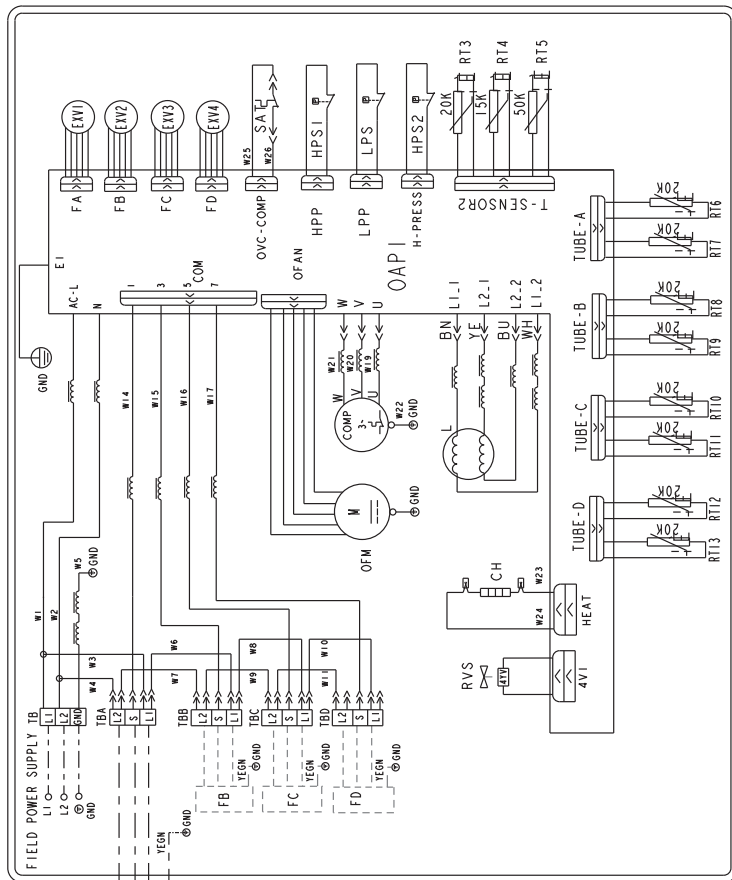 EXV1
EXV2
EXV3
EXV4
FA
FB
FC
FD
W25
W26
SAT
OVC-COMP
HPS1
HPP
LPS
LPP
HPS2
H-PRESS
20K
15K
50K
RT3
RT4
RT5
T-SENSOR2
E1
GND
AC-L
N
COM
1
3
5
7
OFAN
OAP1
W
V
U
W21
W20
W19
W
V
U
COMP
3~
W22
GND
L1_1
L2_1
L2_2
L1_2
BN
YE
BU
WH
L
M
OFM
GND
TUBE-A
20K
RT6
20K
RT7
TUBE-B
20K
RT8
20K
RT9
TUBE-C
20K
RT10
20K
RT11
TUBE-D
20K
RT12
20K
RT13
W14
W15
W16
W17
W1
W2
W5
GND
W3
W4
W6
W7
W8
W9
W10
W11
CH
W23
W24
HEAT
RVS
4YV
4V1
FIELD POWER SUPPLY
TB
L1
L2
GND
L1
L2
GND
TBA
L2
S
L1
TBB
L2
S
L1
TBC
L2
S
L1
TBD
L2
S
L1
YEGN
GND
FB
YEGN
GND
FC
YEGN
GND
FD
YEGN
GND